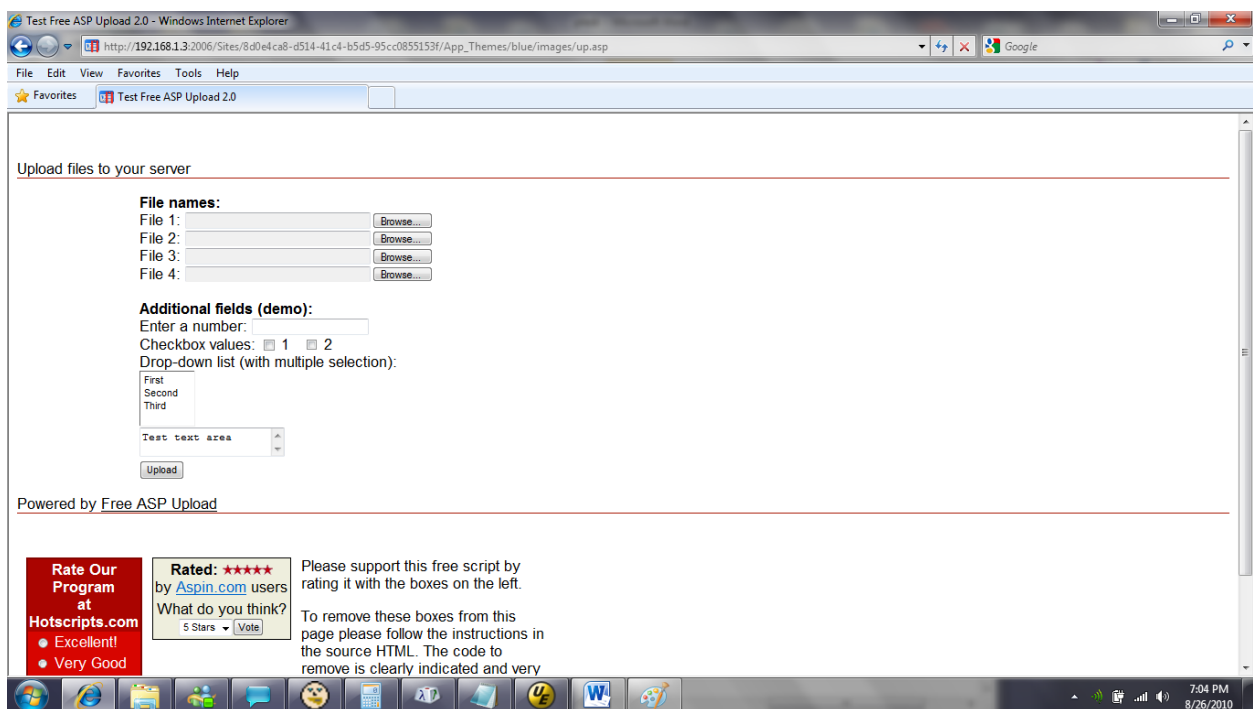 Test Free ASP Upload 2.0 - Windows Internet Explorer
http://192.168.1.3:2006/Sites/8d0e4ca8-d514-41c4-b5d5-95cc0855153f/App_Themes/blue/images/up.asp
Google
File Edit View Favorites Tools Help
Favorites Test Free ASP Upload 2.0
Upload files to your server
File names:
File 1: Browse...
File 2: Browse...
File 3: Browse...
File 4: Browse...
Additional fields (demo):
Enter a number:
Checkbox values: 1 2
Drop-down list (with multiple selection):
First
Second
Third
Test text area
Upload
Powered by Free ASP Upload
Rate Our
Program
at
Hotscripts.com
Excellent!
Very Good
Rated: ★★★★★
by Aspin.com users
What do you think?
5 Stars Vote
Please support this free script by
rating it with the boxes on the left.
To remove these boxes from this
page please follow the instructions in
the source HTML. The code to
remove is clearly indicated and very
7:04 PM
8/26/2010